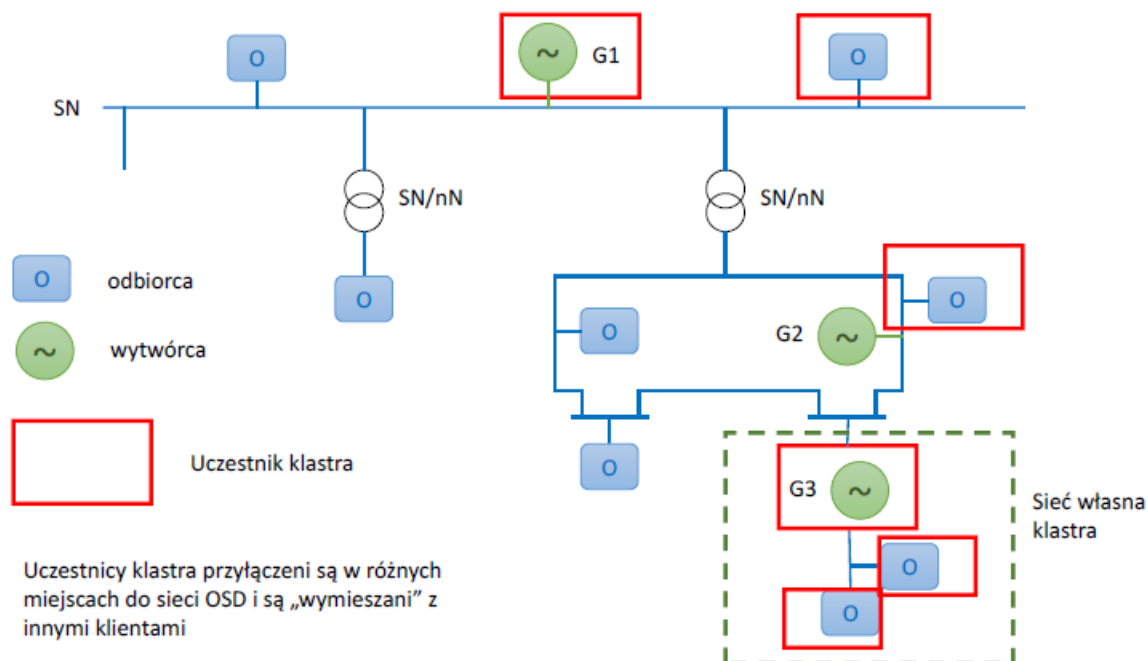 O
~ G1
O
SN
SN/nN
SN/nN
O odbiorca
O
O
O
~ wytwórca
G2 ~
Uczestnik klastra
O
G3 ~
Sieć własna
klastra
O
O
Uczestnicy klastra przyłączeni są w różnych
miejscach do sieci OSD i są „wymieszani” z
innymi klientami